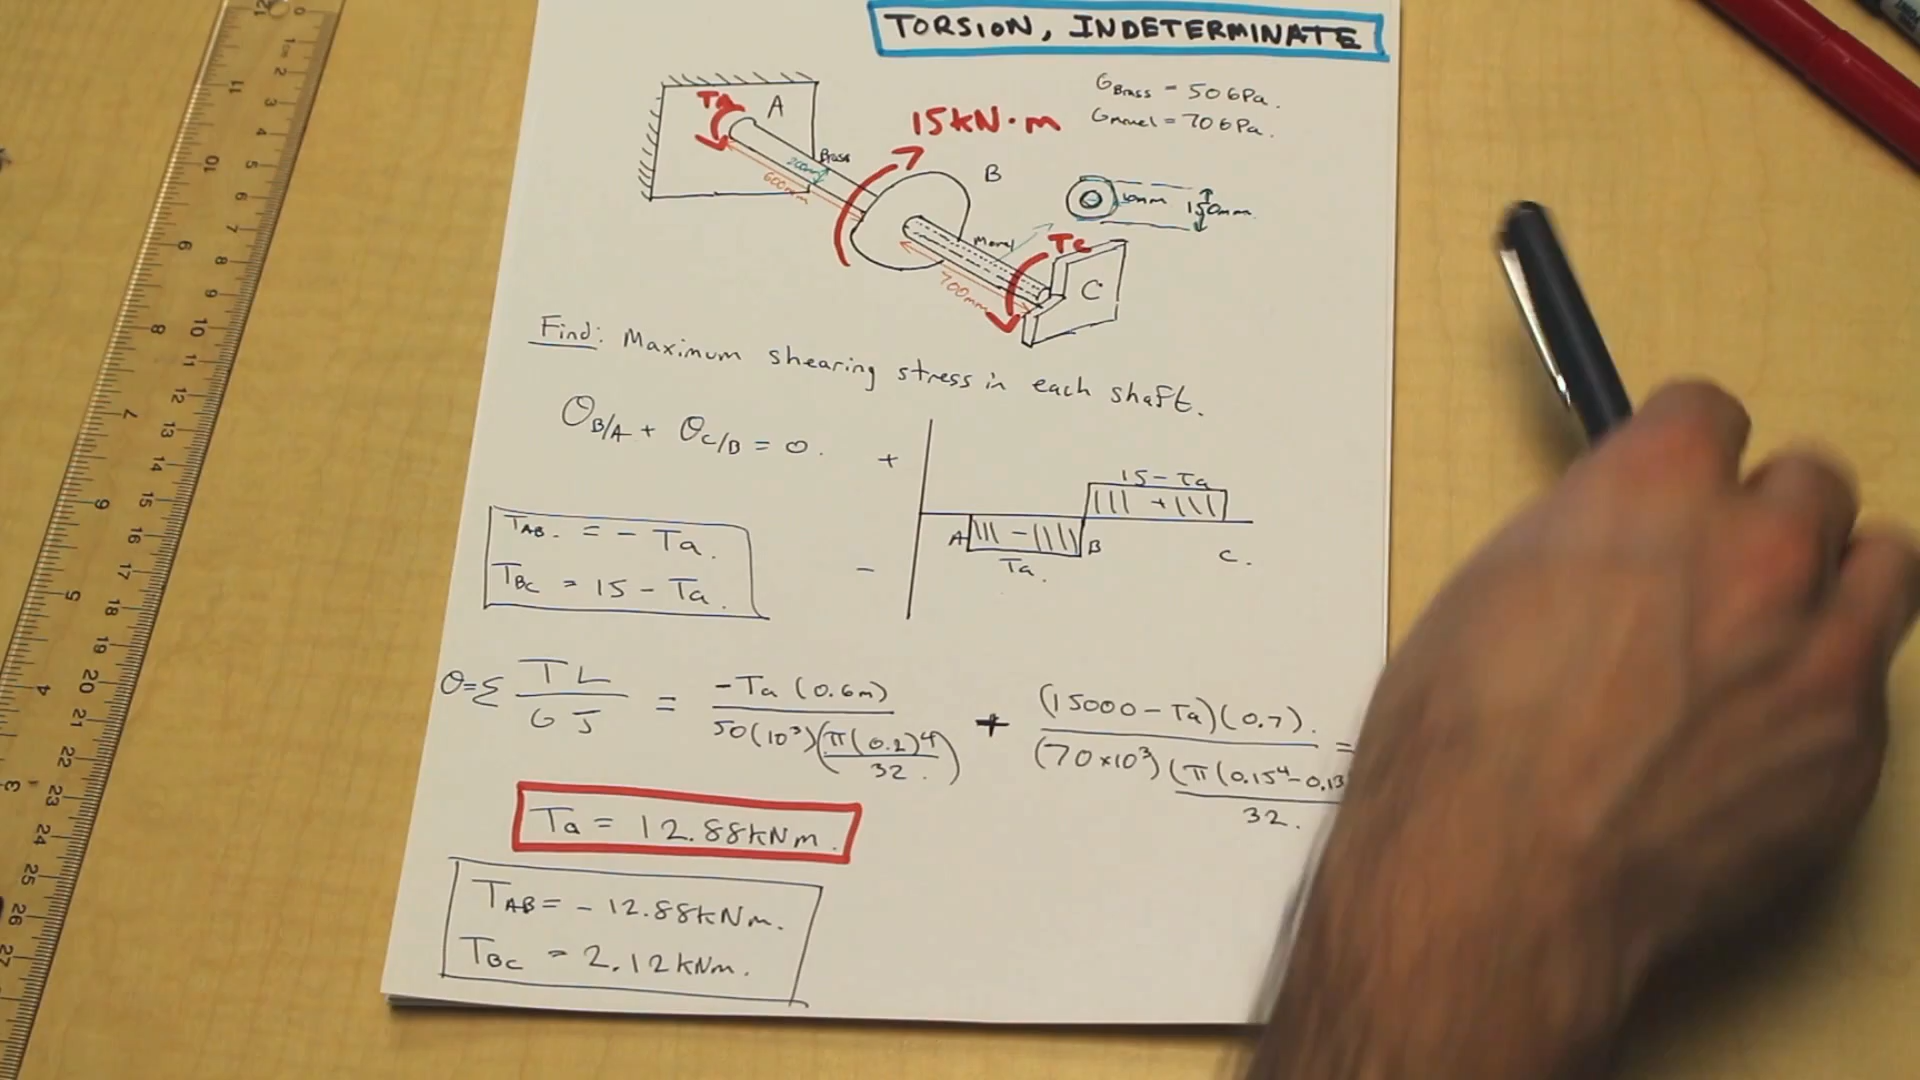 TORSION, INDETERMINATE
GBrass = 50GPa.
GMonel = 70GPa.
Ta
A
15kN·m
Brass
200mm
600mm
B
10mm
150mm.
Monel
Tc
700mm
C
Find: Maximum shearing stress in each shaft.
ΘB/A + ΘC/B = 0.
+
15 - Ta
+
A
-
B
C.
Ta.
-
TAB. = - Ta.
TBC = 15 - Ta.
Θ=Σ TL/GJ = -Ta (0.6m)/50(10³)(π(0.2)⁴/32.) + (15000-Ta)(0.7)./(70×10³)(π(0.15⁴-0.13/32. =
Ta = 12.88kNm.
TAB = - 12.88kNm.
TBC = 2.12kNm.